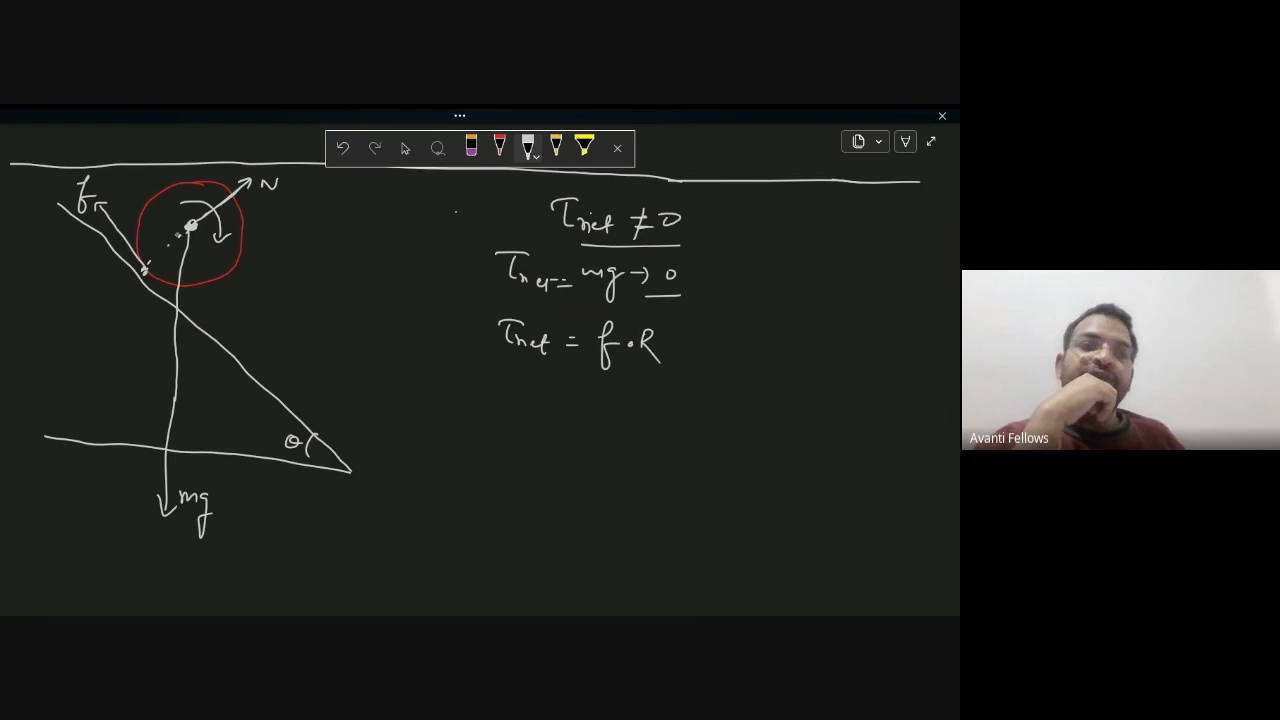 f
N
τnet ≠ 0
τnet = mg → 0
τnet = f . R
θ
mg
Avanti Fellows